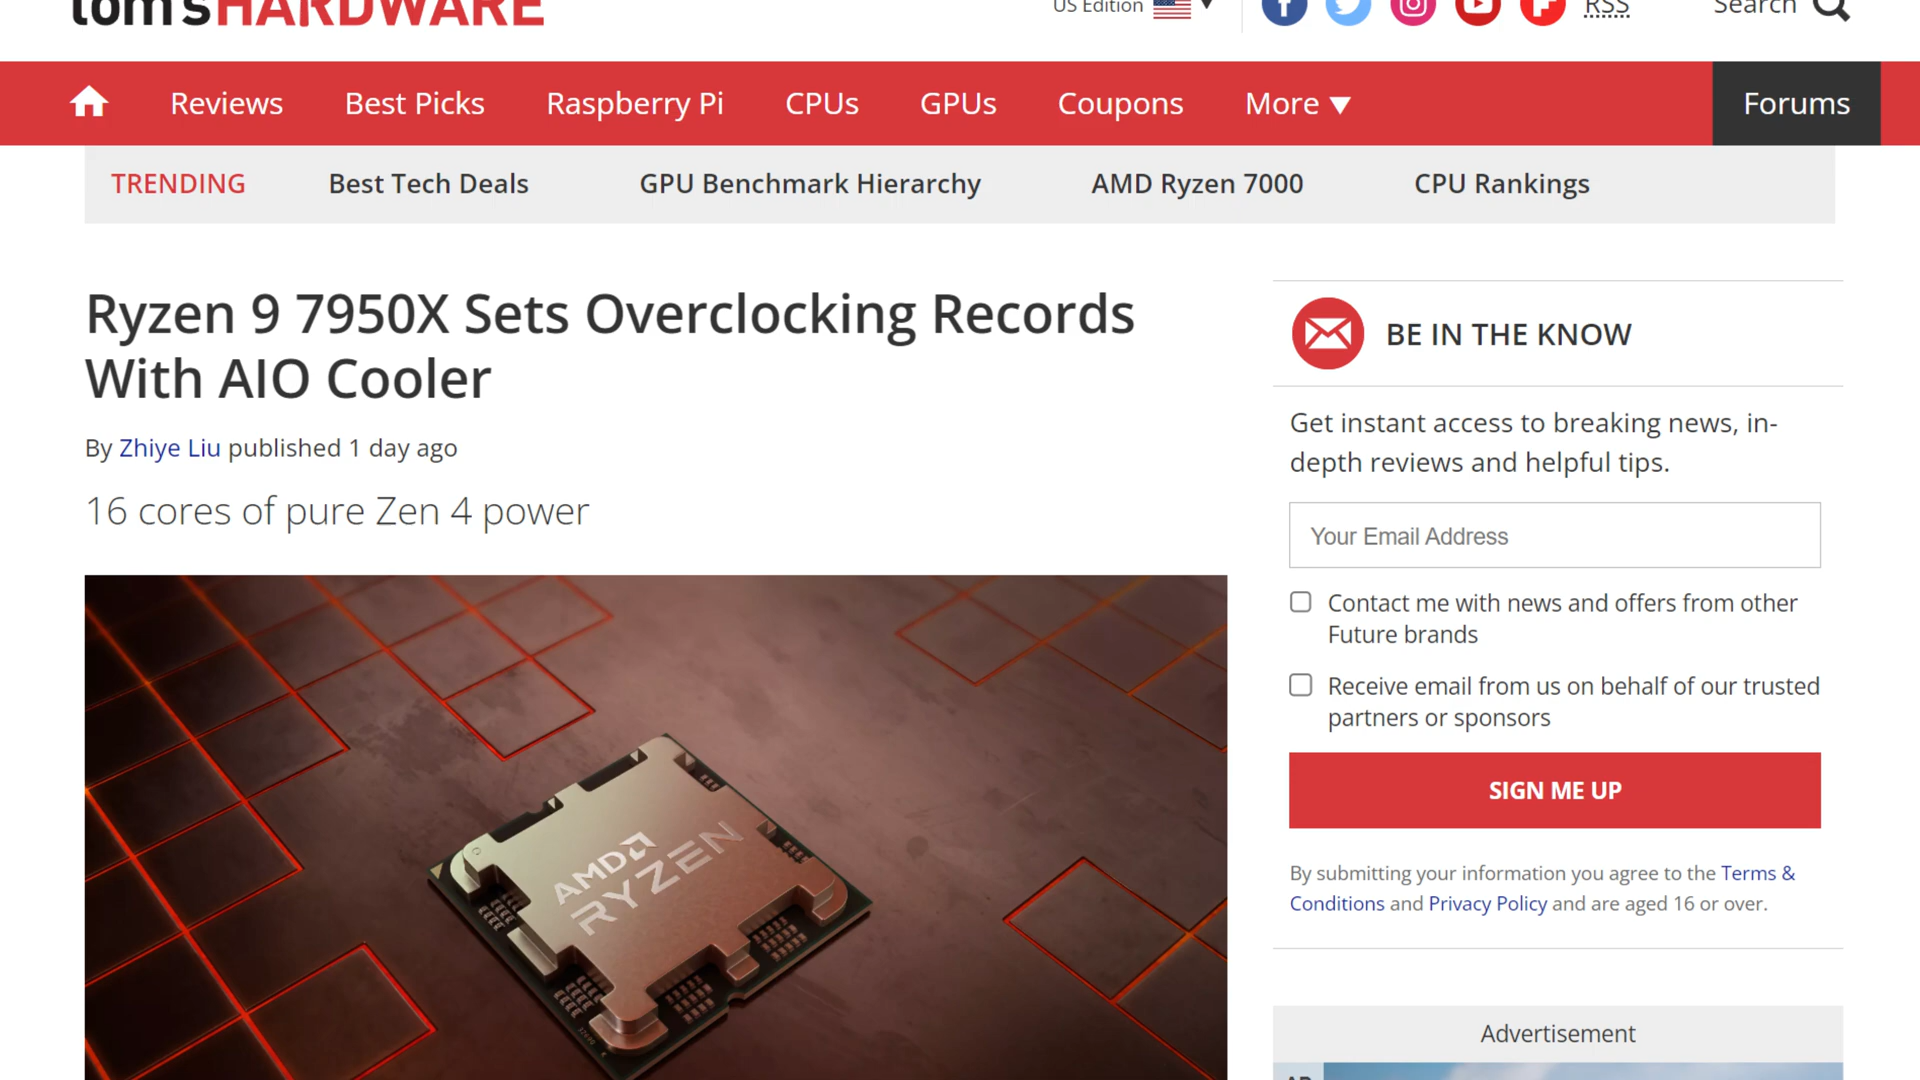 tom'sHARDWARE
US Edition
RSS
Search
Reviews
Best Picks
Raspberry Pi
CPUs
GPUs
Coupons
More
Forums
TRENDING
Best Tech Deals
GPU Benchmark Hierarchy
AMD Ryzen 7000
CPU Rankings
Ryzen 9 7950X Sets Overclocking Records
With AIO Cooler
By Zhiye Liu published 1 day ago
16 cores of pure Zen 4 power
AMD
RYZEN
BE IN THE KNOW
Get instant access to breaking news, in-
depth reviews and helpful tips.
Your Email Address
Contact me with news and offers from other
Future brands
Receive email from us on behalf of our trusted
partners or sponsors
SIGN ME UP
By submitting your information you agree to the Terms &
Conditions and Privacy Policy and are aged 16 or over.
Advertisement